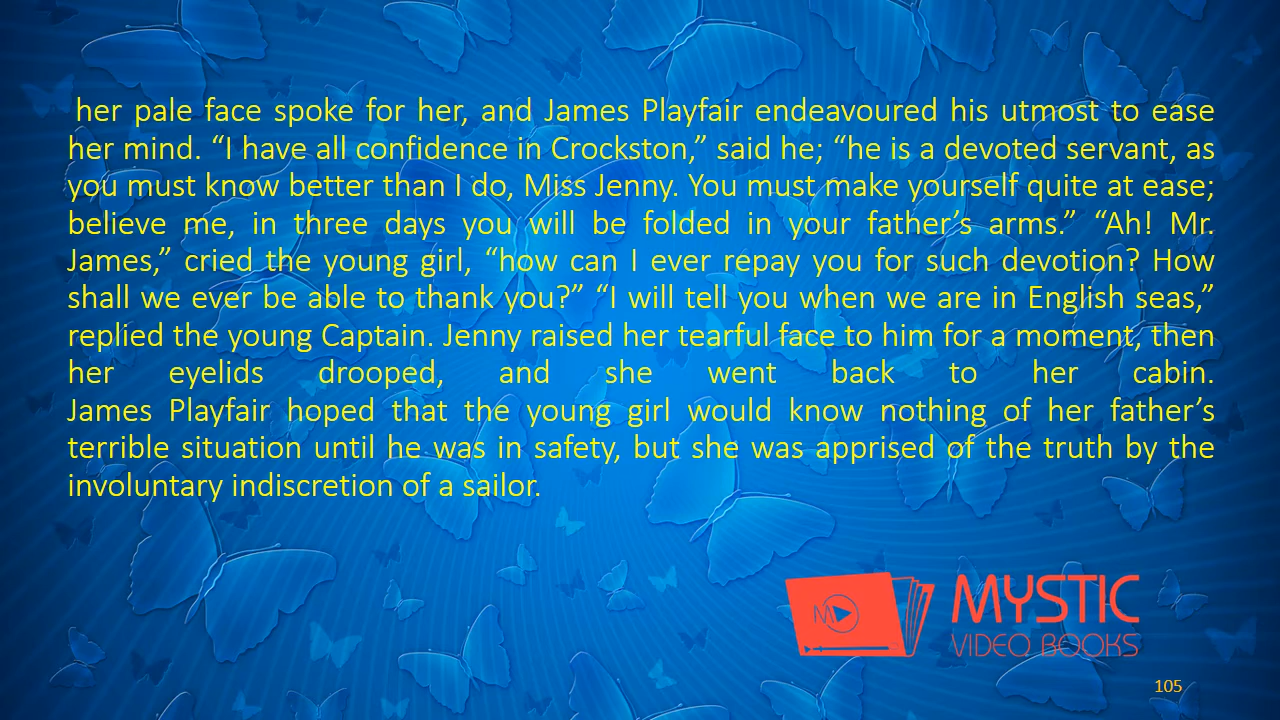 her pale face spoke for her, and James Playfair endeavoured his utmost to ease
her mind. “I have all confidence in Crockston,” said he; “he is a devoted servant, as
you must know better than I do, Miss Jenny. You must make yourself quite at ease;
believe me, in three days you will be folded in your father’s arms.” “Ah! Mr.
James,” cried the young girl, “how can I ever repay you for such devotion? How
shall we ever be able to thank you?” “I will tell you when we are in English seas,”
replied the young Captain. Jenny raised her tearful face to him for a moment, then
her eyelids drooped, and she went back to her cabin.
James Playfair hoped that the young girl would know nothing of her father’s
terrible situation until he was in safety, but she was apprised of the truth by the
involuntary indiscretion of a sailor.
M
MYSTIC
VIDEO BOOKS
105